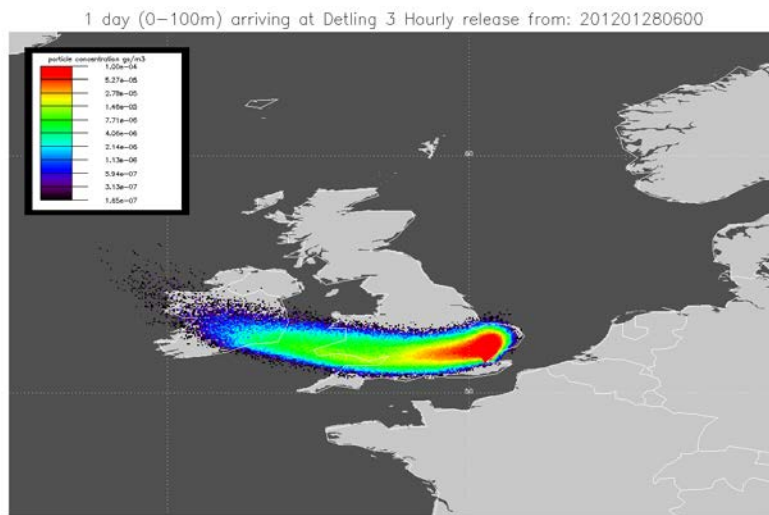 1 day (0-100m) arriving at Detling 3 Hourly release from: 201201280600
particle concentration gs/m3
1.00e-04
5.27e-05
2.78e-05
1.46e-05
7.71e-06
4.06e-06
2.14e-06
1.13e-06
5.94e-07
3.13e-07
1.65e-07
60
50